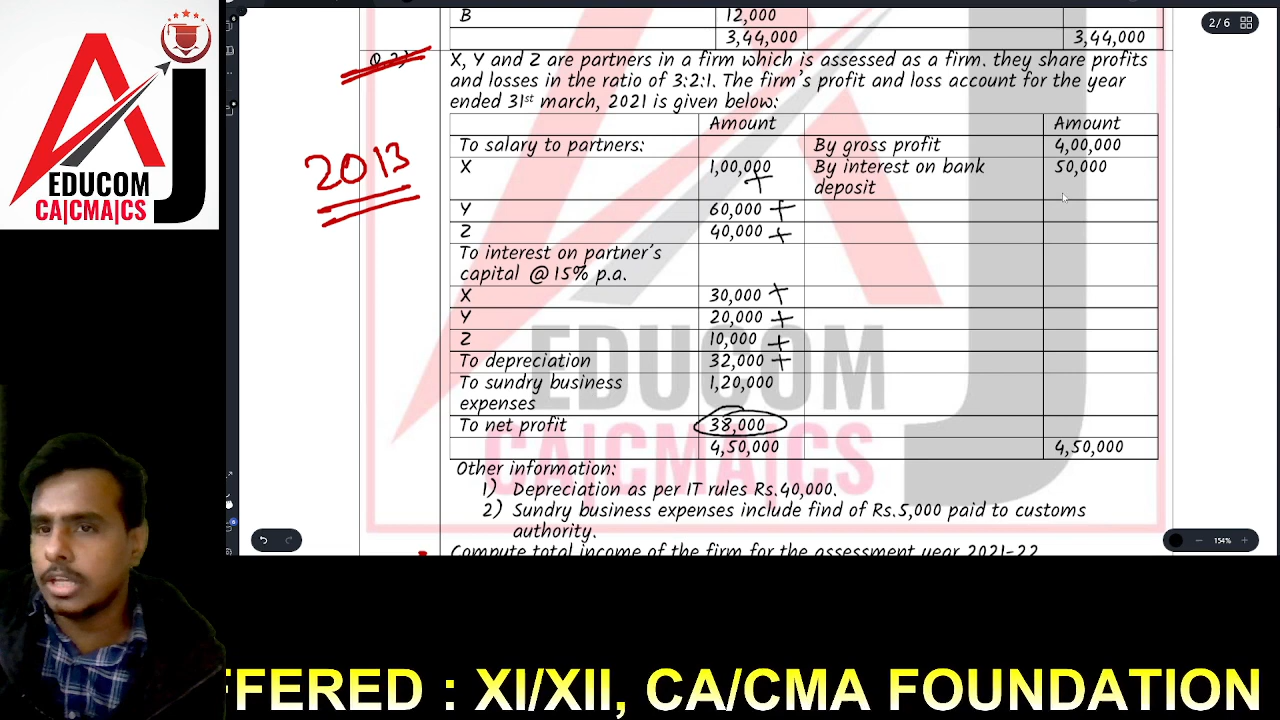 B 12,000
3,44,000 3,44,000
2/6
X, Y and Z are partners in a firm which is assessed as a firm. they share profits
and losses in the ratio of 3:2:1. The firm's profit and loss account for the year
ended 31st march, 2021 is given below:
Amount Amount
To salary to partners: By gross profit 4,00,000
X 1,00,000 By interest on bank 50,000
deposit
Y 60,000
Z 40,000
To interest on partner's
capital @ 15% p.a.
X 30,000
Y 20,000
Z 10,000
To depreciation 32,000
To sundry business 1,20,000
expenses
To net profit 38,000
4,50,000 4,50,000
Other information:
1) Depreciation as per IT rules Rs.40,000.
2) Sundry business expenses include find of Rs.5,000 paid to customs
authority.
Compute total income of the firm for the assessment year 2021-22
2013
AJ
EDUCOM
CA|CMA|CS
AJ
EDUCOM
CA|CMA|CS
154%
FFERED : XI/XII, CA/CMA FOUNDATION